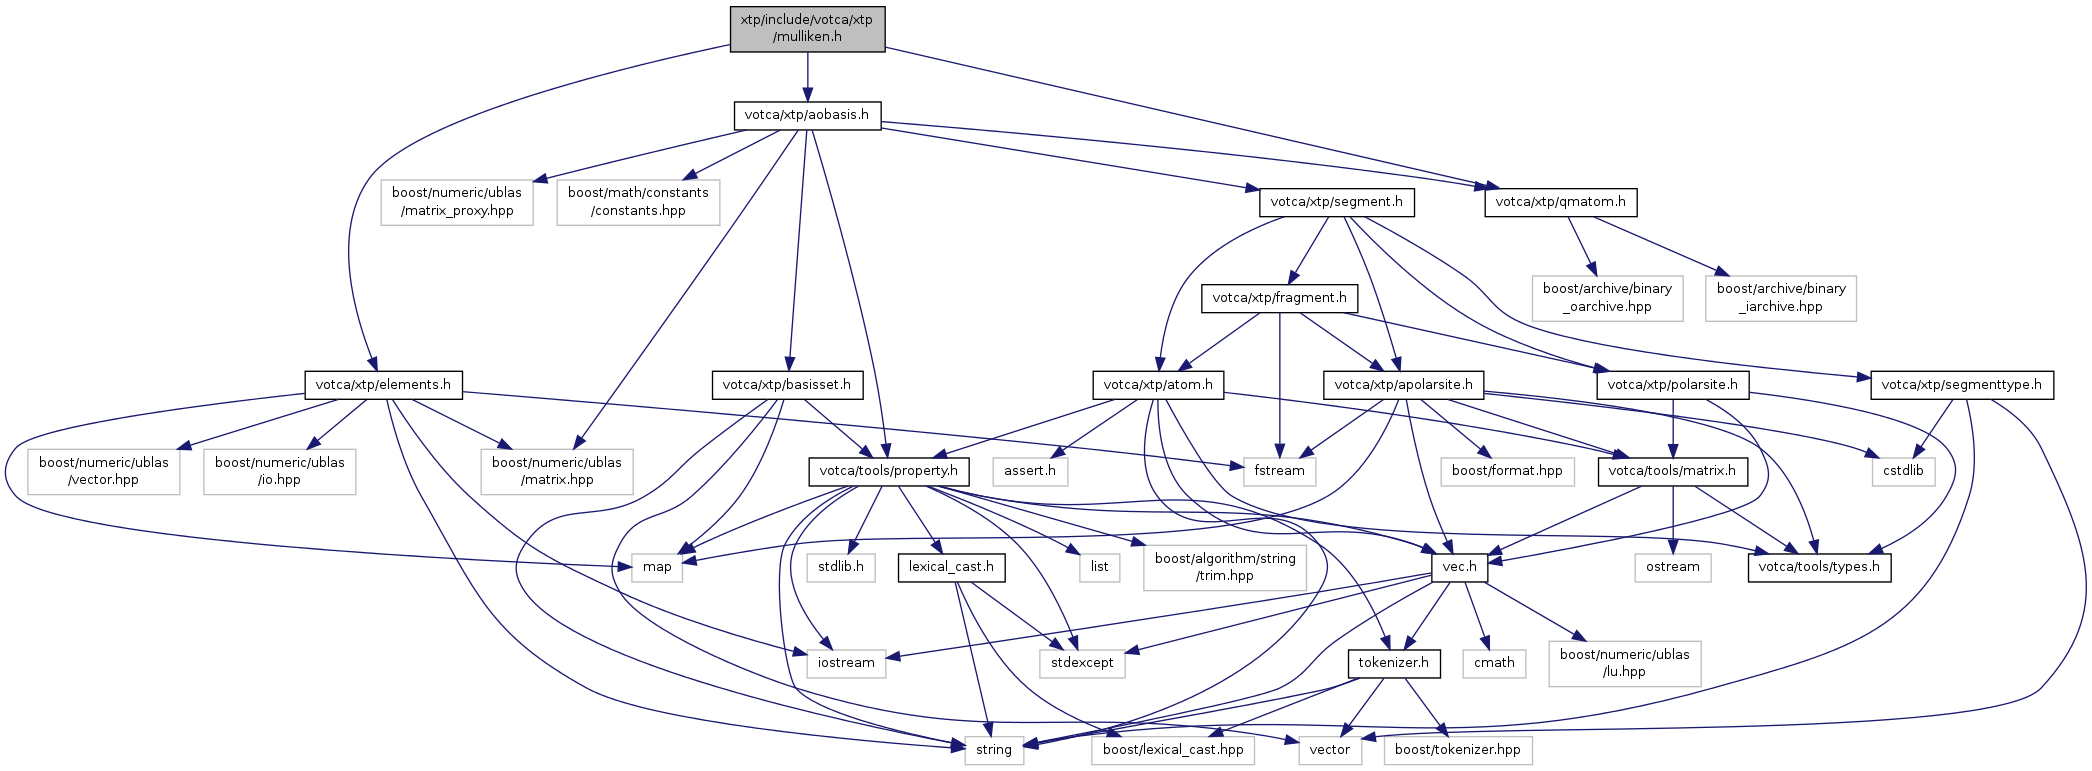 xtp/include/votca/xtp
/mulliken.h
votca/xtp/aobasis.h
boost/numeric/ublas
/matrix_proxy.hpp
boost/math/constants
/constants.hpp
votca/xtp/segment.h
votca/xtp/qmatom.h
votca/xtp/fragment.h
boost/archive/binary
_oarchive.hpp
boost/archive/binary
_iarchive.hpp
votca/xtp/elements.h
votca/xtp/basisset.h
votca/xtp/atom.h
votca/xtp/apolarsite.h
votca/xtp/polarsite.h
votca/xtp/segmenttype.h
boost/numeric/ublas
/vector.hpp
boost/numeric/ublas
/io.hpp
boost/numeric/ublas
/matrix.hpp
votca/tools/property.h
assert.h
fstream
boost/format.hpp
votca/tools/matrix.h
cstdlib
map
stdlib.h
lexical_cast.h
list
boost/algorithm/string
/trim.hpp
vec.h
ostream
votca/tools/types.h
iostream
stdexcept
tokenizer.h
cmath
boost/numeric/ublas
/lu.hpp
string
boost/lexical_cast.hpp
vector
boost/tokenizer.hpp